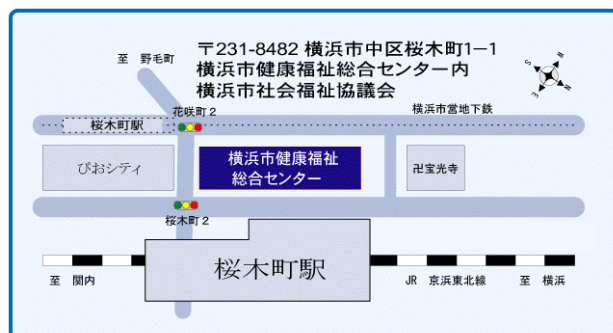 至 野毛町
〒231-8482 横浜市中区桜木町1-1
横浜市健康福祉総合センター内
横浜市社会福祉協議会
N
S
E
花咲町2
横浜市営地下鉄
桜木町駅
ぴおシティ
横浜市健康福祉
総合センター
卍宝光寺
桜木町2
桜木町駅
至 関内
JR 京浜東北線 至 横浜